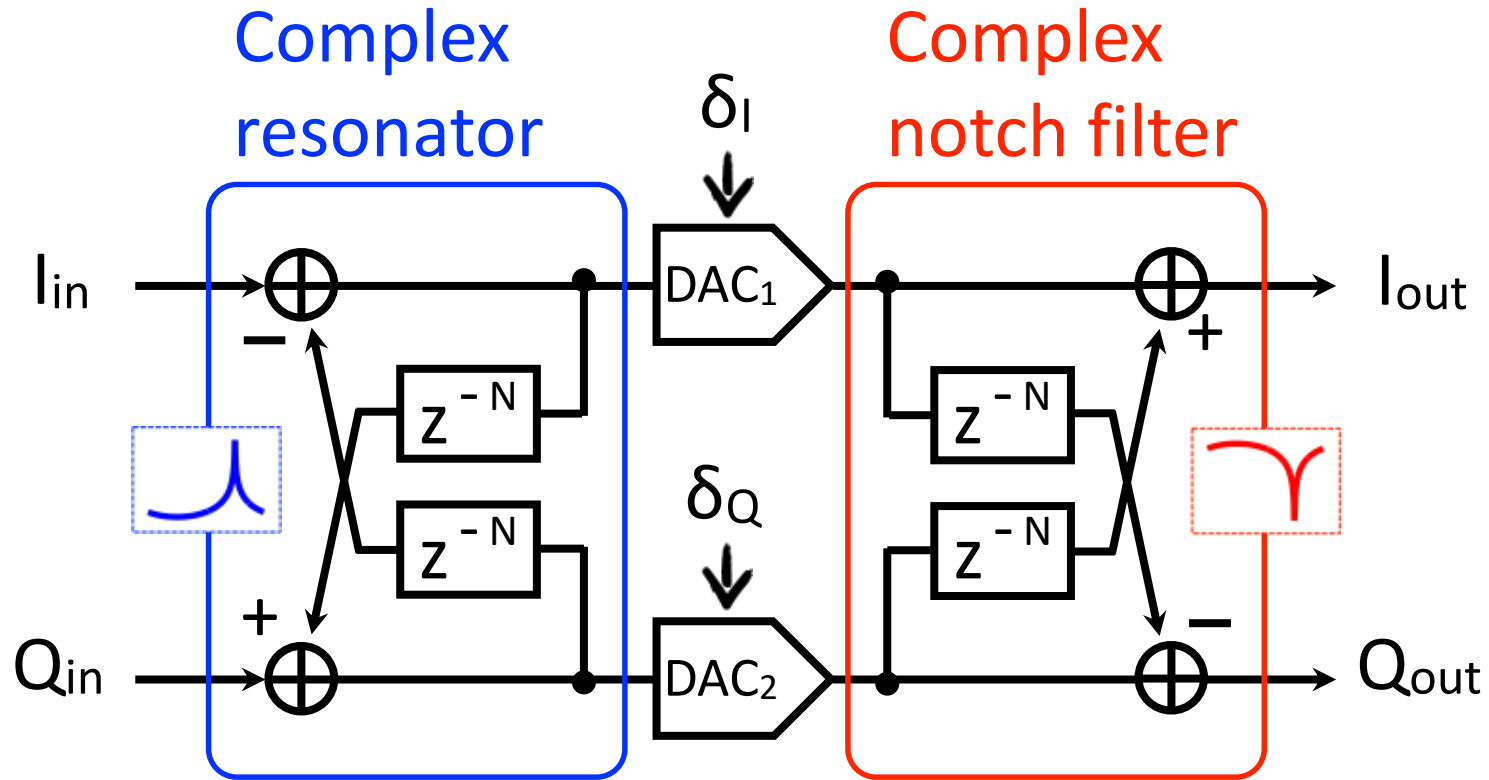 Complex
resonator
Complex
notch filter
δI
Iin
DAC1
Iout
−
+
z - N
z - N
z - N
z - N
δQ
+
−
Qin
DAC2
Qout